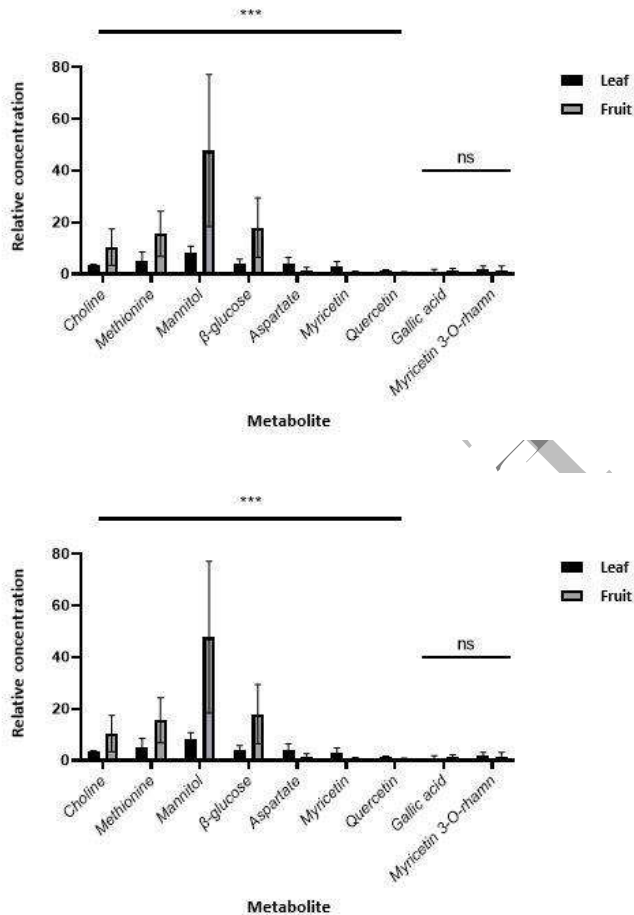 ***
80
60
40
20
0
Relative concentration
Leaf
Fruit
ns
Choline
Methionine
Mannitol
β-glucose
Aspartate
Myricetin
Quercetin
Gallic acid
Myricetin 3-O-rhamn
Metabolite
***
80
60
40
20
0
Relative concentration
Leaf
Fruit
ns
Choline
Methionine
Mannitol
β-glucose
Aspartate
Myricetin
Quercetin
Gallic acid
Myricetin 3-O-rhamn
Metabolite